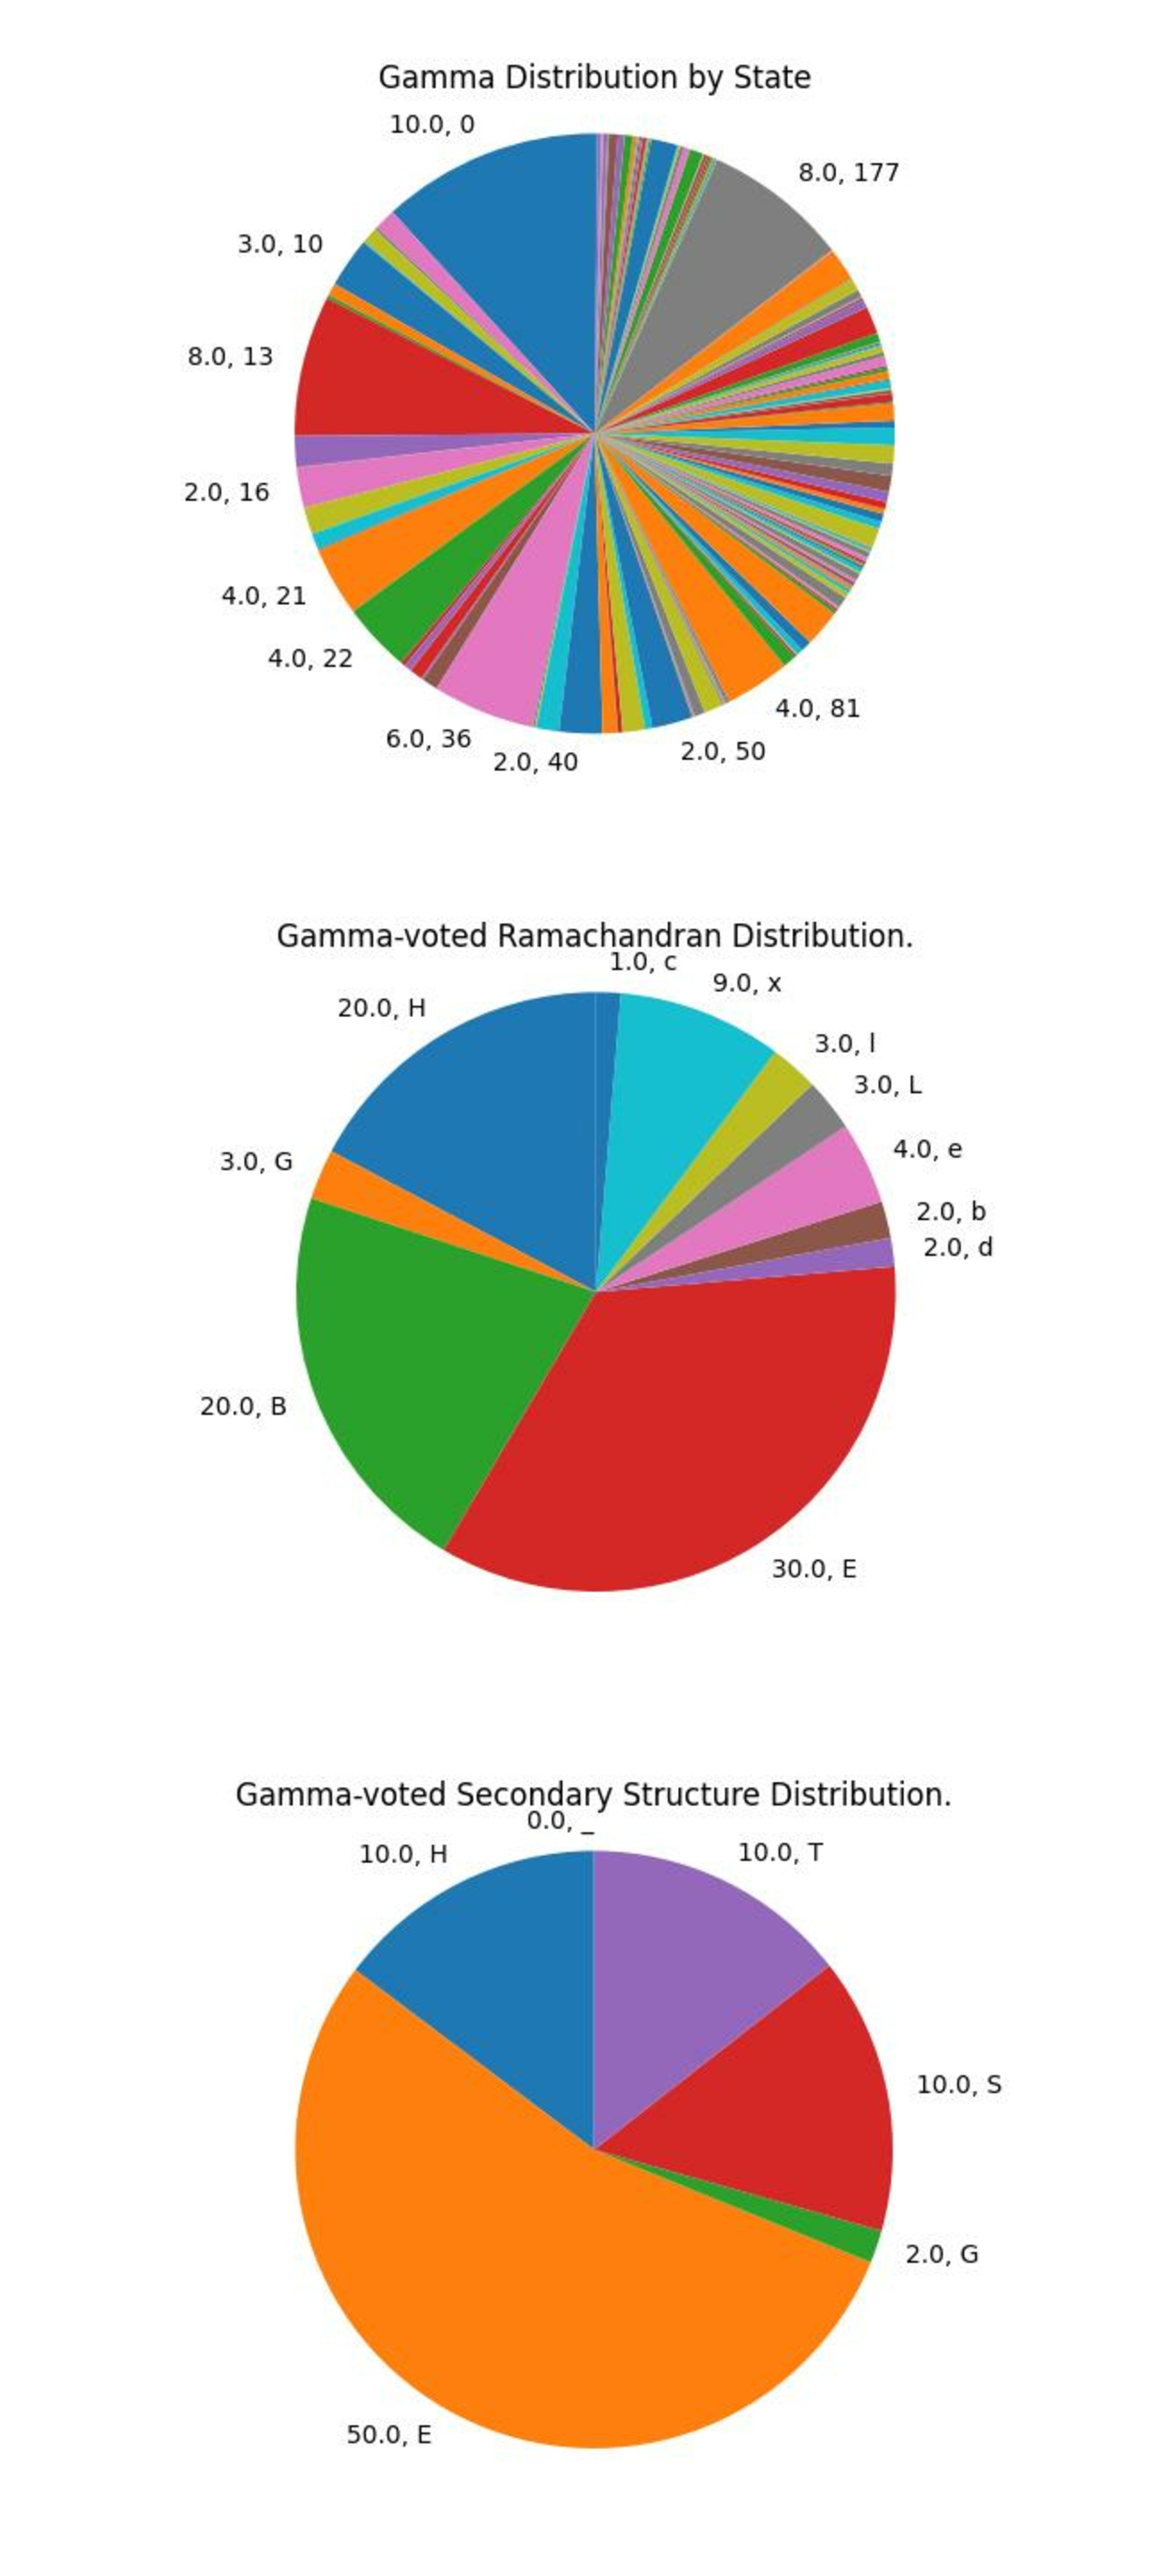 Gamma Distribution by State
10.0, 0
8.0, 177
3.0, 10
8.0, 13
2.0, 16
4.0, 21
4.0, 22
6.0, 36
2.0, 40
2.0, 50
4.0, 81
Gamma-voted Ramachandran Distribution.
1.0, c
9.0, x
20.0, H
3.0, l
3.0, L
4.0, e
3.0, G
2.0, b
2.0, d
20.0, B
30.0, E
Gamma-voted Secondary Structure Distribution.
0.0, _
10.0, H
10.0, T
10.0, S
2.0, G
50.0, E